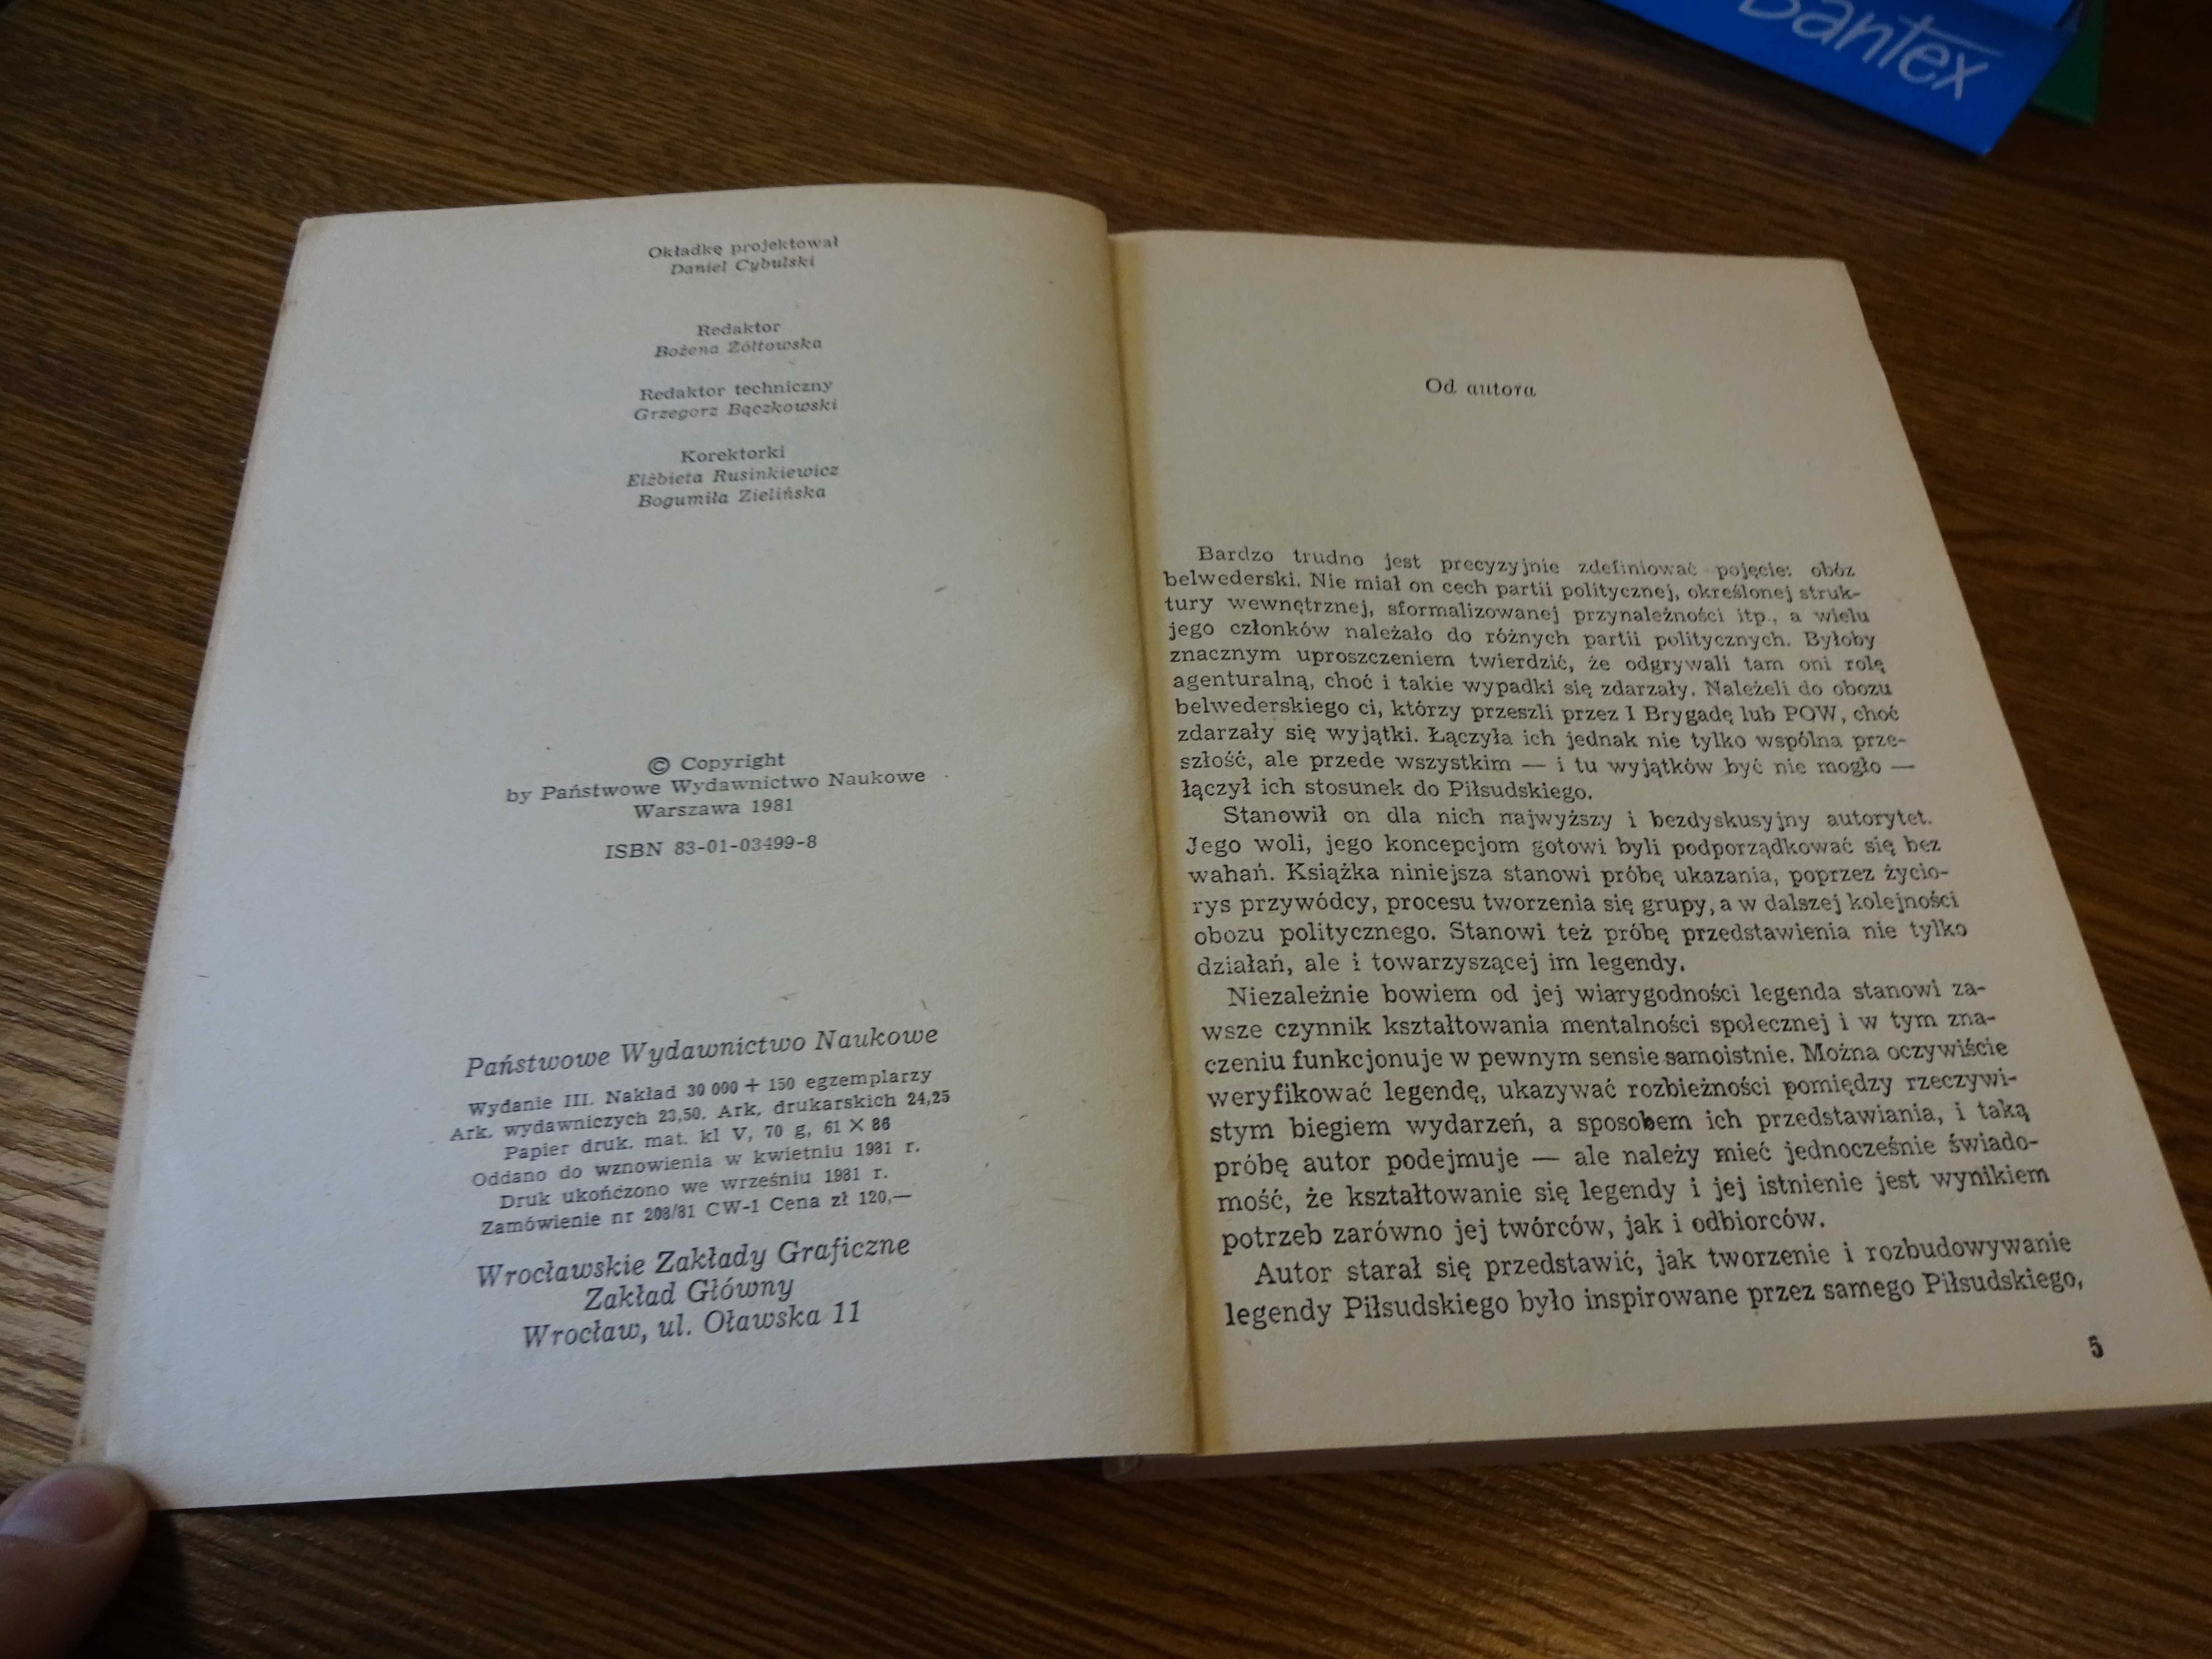 Bantex
Okładkę projektował
Daniel Cybulski
Redaktor
Bożena Żółtowska
Redaktor techniczny
Grzegorz Bączkowski
Korektorki
Elżbieta Rusinkiewicz
Bogumiła Zielińska
© Copyright
by Państwowe Wydawnictwo Naukowe
Warszawa 1981
ISBN 83-01-03499-8
Państwowe Wydawnictwo Naukowe
Wydanie III. Nakład 30 000 + 150 egzemplarzy
Ark. wydawniczych 23,50. Ark. drukarskich 24,25
Papier druk. mat. kl V, 70 g, 61 × 86
Oddano do wznowienia w kwietniu 1981 r.
Druk ukończono we wrześniu 1981 r.
Zamówienie nr 208/81 CW-1 Cena zł 120,—
Wrocławskie Zakłady Graficzne
Zakład Główny
Wrocław, ul. Oławska 11
Od autora
Bardzo trudno jest precyzyjnie zdefiniować pojęcie: obóz
belwederski. Nie miał on cech partii politycznej, określonej struk-
tury wewnętrznej, sformalizowanej przynależności itp., a wielu
jego członków należało do różnych partii politycznych. Byłoby
znacznym uproszczeniem twierdzić, że odgrywali tam oni rolę
agenturalną, choć i takie wypadki się zdarzały. Należeli do obozu
belwederskiego ci, którzy przeszli przez I Brygadę lub POW, choć
zdarzały się wyjątki. Łączyła ich jednak nie tylko wspólna prze-
szłość, ale przede wszystkim — i tu wyjątków być nie mogło —
łączył ich stosunek do Piłsudskiego.
Stanowił on dla nich najwyższy i bezdyskusyjny autorytet.
Jego woli, jego koncepcjom gotowi byli podporządkować się bez
wahań. Książka niniejsza stanowi próbę ukazania, poprzez życio-
rys przywódcy, procesu tworzenia się grupy, a w dalszej kolejności
obozu politycznego. Stanowi też próbę przedstawienia nie tylko
działań, ale i towarzyszącej im legendy.
Niezależnie bowiem od jej wiarygodności legenda stanowi za-
wsze czynnik kształtowania mentalności społecznej i w tym zna-
czeniu funkcjonuje w pewnym sensie samoistnie. Można oczywiście
weryfikować legendę, ukazywać rozbieżności pomiędzy rzeczywi-
stym biegiem wydarzeń, a sposobem ich przedstawiania, i taką
próbę autor podejmuje — ale należy mieć jednocześnie świado-
mość, że kształtowanie się legendy i jej istnienie jest wynikiem
potrzeb zarówno jej twórców, jak i odbiorców.
Autor starał się przedstawić, jak tworzenie i rozbudowywanie
legendy Piłsudskiego było inspirowane przez samego Piłsudskiego,
5